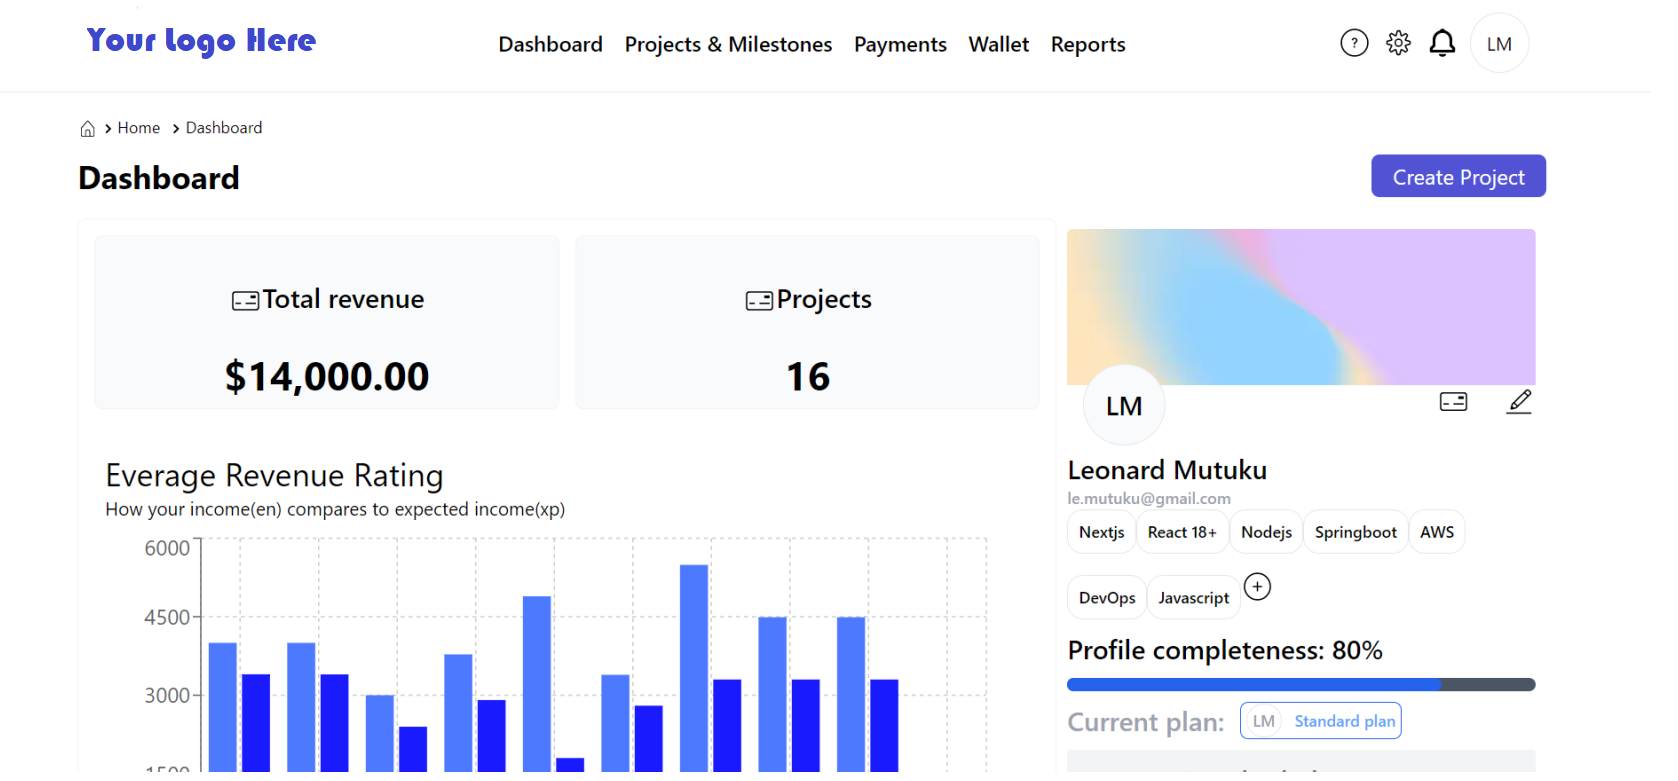 Your Logo Here
Dashboard Projects & Milestones Payments Wallet Reports
? LM
Home Dashboard
Dashboard
Create Project
Total revenue
$14,000.00
Projects
16
Everage Revenue Rating
How your income(en) compares to expected income(xp)
6000
4500
3000
1500
LM
Leonard Mutuku
le.mutuku@gmail.com
Nextjs React 18+ Nodejs Springboot AWS
DevOps Javascript
Profile completeness: 80%
Current plan: LM Standard plan